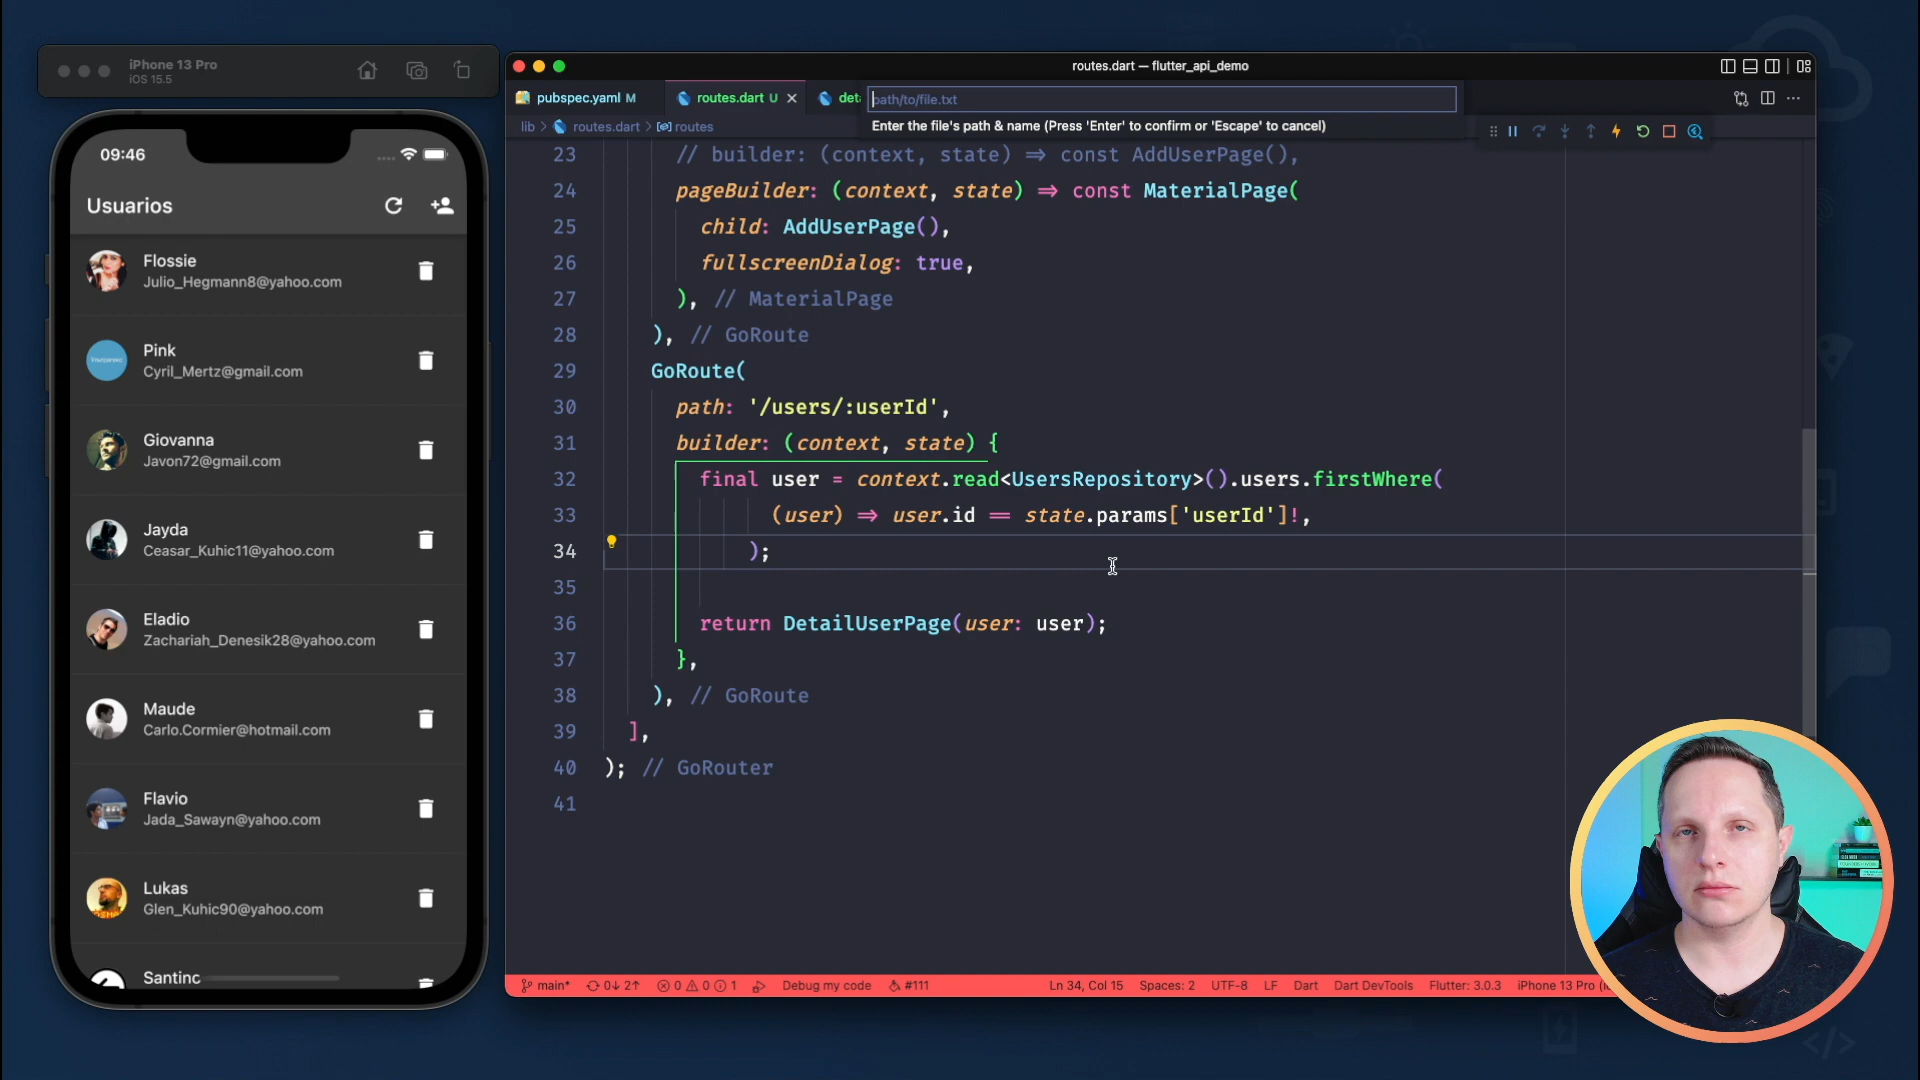 iPhone 13 Pro
iOS 15.5
09:46
Usuarios
Flossie
Julio_Hegmann8@yahoo.com
Pink
Cyril_Mertz@gmail.com
Giovanna
Javon72@gmail.com
Jayda
Ceasar_Kuhic11@yahoo.com
Eladio
Zachariah_Denesik28@yahoo.com
Maude
Carlo.Cormier@hotmail.com
Flavio
Jada_Sawayn@yahoo.com
Lukas
Glen_Kuhic90@yahoo.com
Santinc
routes.dart — flutter_api_demo
pubspec.yaml M
routes.dart U
deta
path/to/file.txt
lib > routes.dart > routes
Enter the file's path & name (Press 'Enter' to confirm or 'Escape' to cancel)
23 // builder: (context, state) => const AddUserPage(),
24 pageBuilder: (context, state) => const MaterialPage(
25 child: AddUserPage(),
26 fullscreenDialog: true,
27 ), // MaterialPage
28 ), // GoRoute
29 GoRoute(
30 path: '/users/:userId',
31 builder: (context, state) {
32 final user = context.read<UsersRepository>().users.firstWhere(
33 (user) => user.id == state.params['userId']!,
34 );
35
36 return DetailUserPage(user: user);
37 },
38 ), // GoRoute
39 ],
40 ); // GoRouter
41
main* 0↓ 2↑ 0 0 1 Debug my code #111 Ln 34, Col 15 Spaces: 2 UTF-8 LF Dart Dart DevTools Flutter: 3.0.3 iPhone 13 Pro